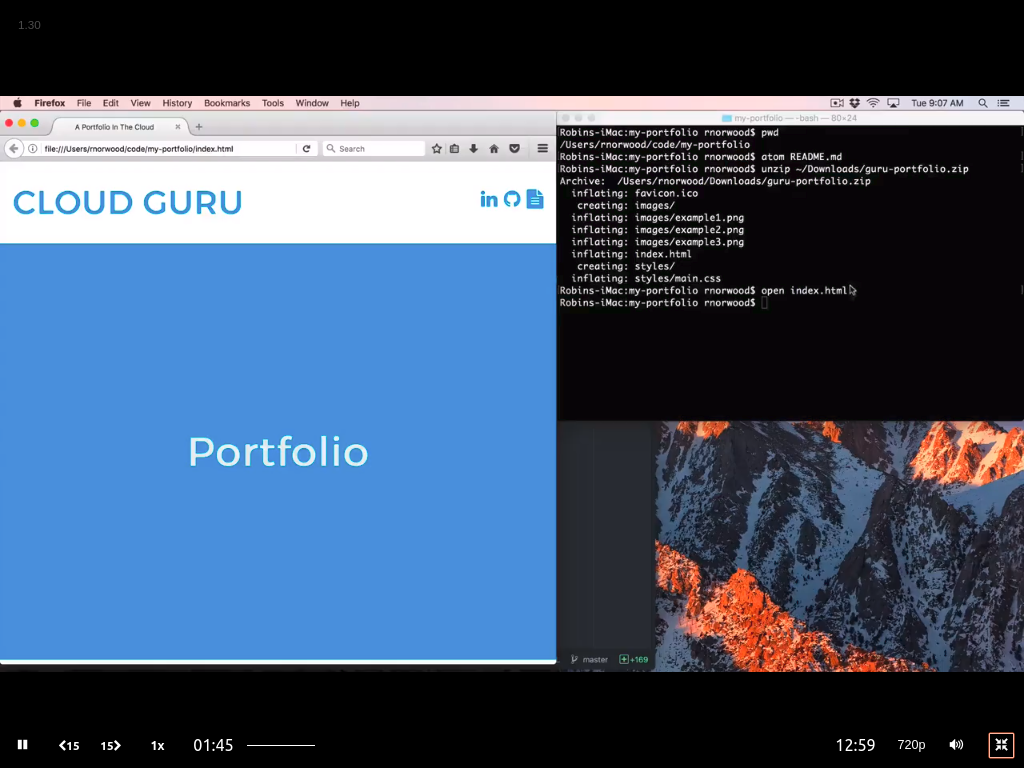 1.30
Firefox File Edit View History Bookmarks Tools Window Help
Tue 9:07 AM
A Portfolio In The Cloud
my-portfolio — -bash — 80×24
file:///Users/rnorwood/code/my-portfolio/index.html
Search
CLOUD GURU
in
Portfolio
Robins-iMac:my-portfolio rnorwood$ pwd
/Users/rnorwood/code/my-portfolio
Robins-iMac:my-portfolio rnorwood$ atom README.md
Robins-iMac:my-portfolio rnorwood$ unzip ~/Downloads/guru-portfolio.zip
Archive:  /Users/rnorwood/Downloads/guru-portfolio.zip
  inflating: favicon.ico
   creating: images/
  inflating: images/example1.png
  inflating: images/example2.png
  inflating: images/example3.png
  inflating: index.html
   creating: styles/
  inflating: styles/main.css
Robins-iMac:my-portfolio rnorwood$ open index.html
Robins-iMac:my-portfolio rnorwood$
master +169
15 15 1x 01:45 12:59 720p